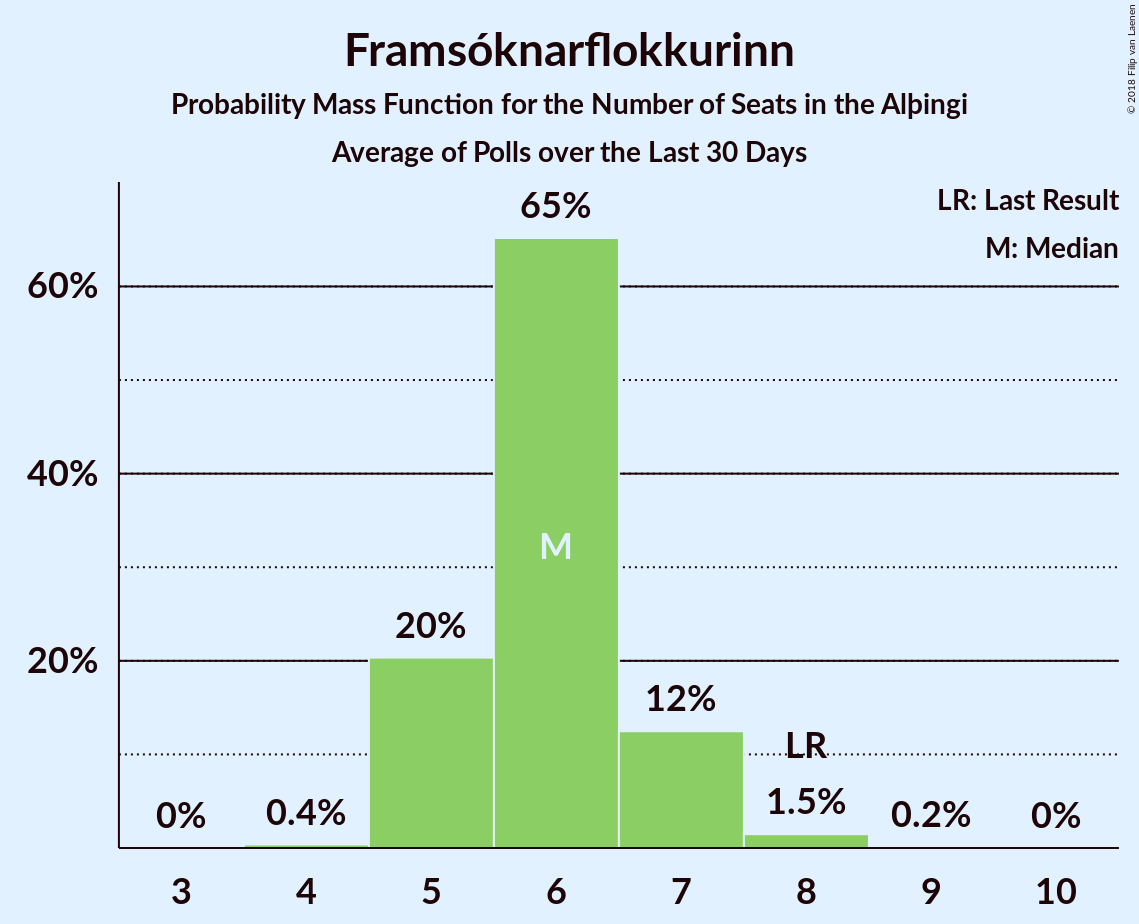 Framsóknarflokkurinn
Probability Mass Function for the Number of Seats in the Alþingi
Average of Polls over the Last 30 Days
© 2018 Filip van Laenen
LR: Last Result
M: Median
65%
60%
40%
M
20%
20%
12%
LR
0%
0.4%
1.5%
0.2%
0%
3 4 5 6 7 8 9 10